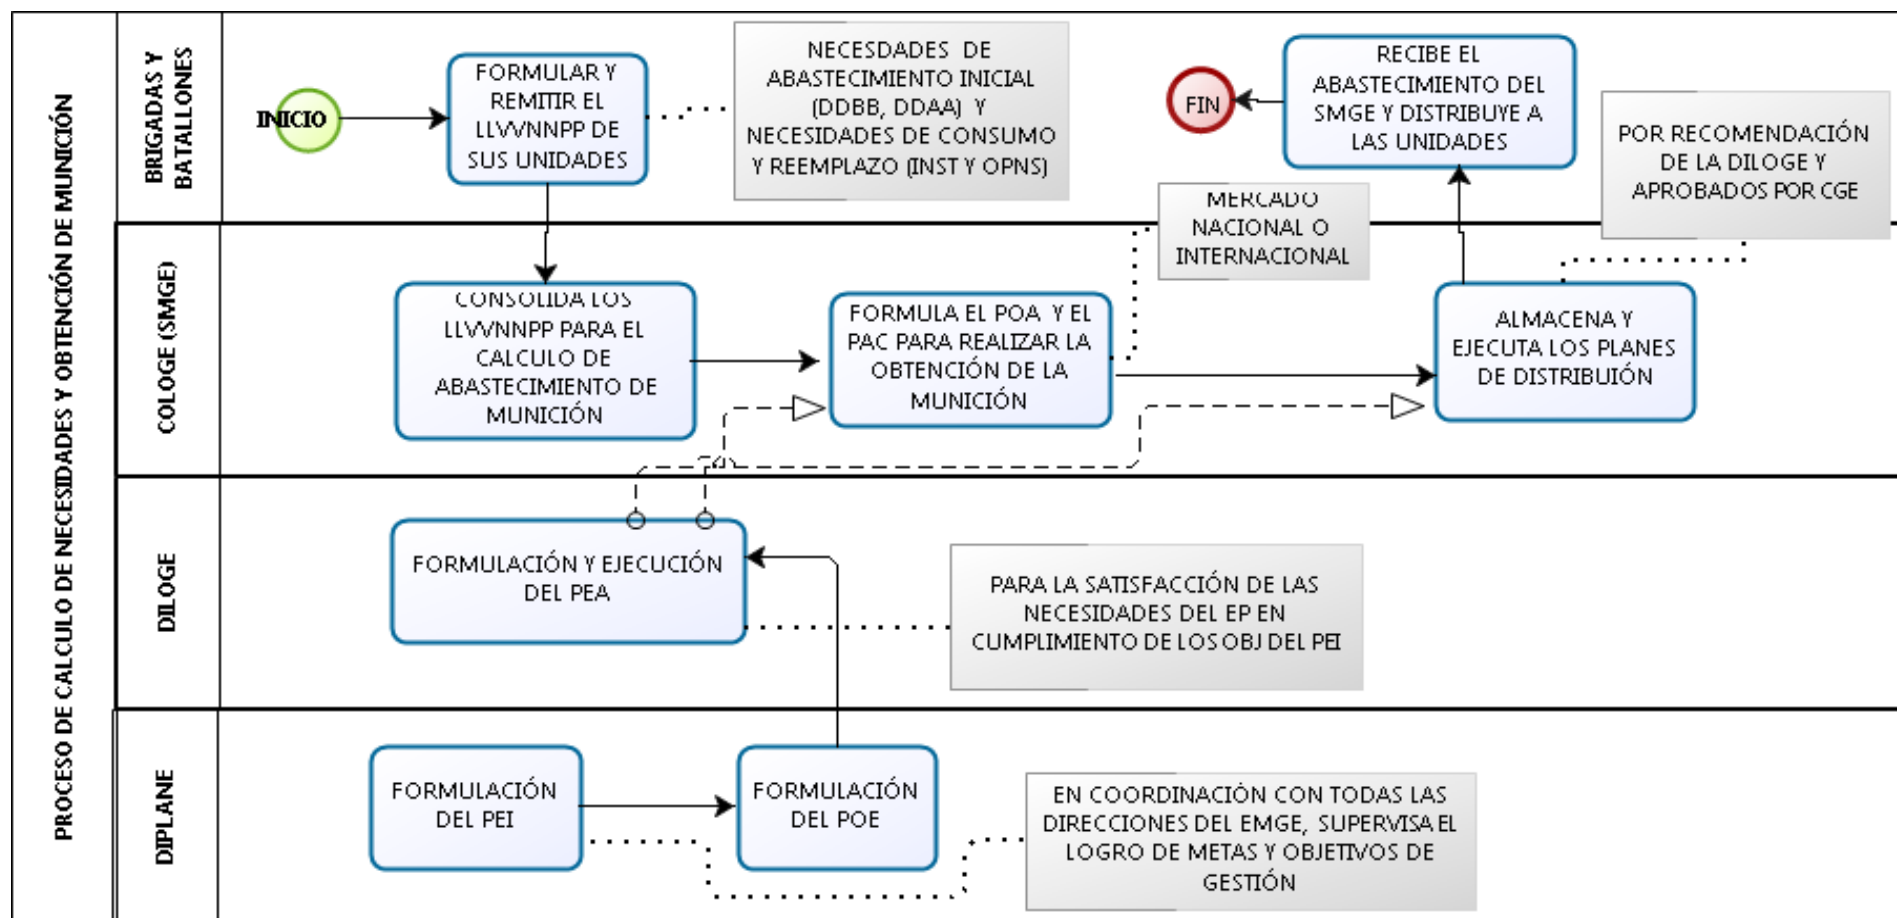 PROCESO DE CALCULO DE NECESIDADES Y OBTENCIÓN DE MUNICIÓN
BRIGADAS Y
BATALLONES
INICIO
FORMULAR Y
REMITIR EL
LLVVNNPP DE
SUS UNIDADES
NECESDADES DE
ABASTECIMIENTO INICIAL
(DDBB, DDAA) Y
NECESIDADES DE CONSUMO
Y REEMPLAZO (INST Y OPNS)
FIN
RECIBE EL
ABASTECIMIENTO DEL
SMGE Y DISTRIBUYE A
LAS UNIDADES
POR RECOMENDACIÓN
DE LA DILOGE Y
APROBADOS POR CGE
MERCADO
NACIONAL O
INTERNACIONAL
COLOGE (SMGE)
CONSOLIDA LOS
LLVVNNPP PARA EL
CALCULO DE
ABASTECIMIENTO DE
MUNICIÓN
FORMULA EL POA Y EL
PAC PARA REALIZAR LA
OBTENCIÓN DE LA
MUNICIÓN
ALMACENA Y
EJECUTA LOS PLANES
DE DISTRIBUIÓN
DILOGE
FORMULACIÓN Y EJECUCIÓN
DEL PEA
PARA LA SATISFACCIÓN DE LAS
NECESIDADES DEL EP EN
CUMPLIMIENTO DE LOS OBJ DEL PEI
DIPLANE
FORMULACIÓN
DEL PEI
FORMULACIÓN
DEL POE
EN COORDINACIÓN CON TODAS LAS
DIRECCIONES DEL EMGE, SUPERVISA EL
LOGRO DE METAS Y OBJETIVOS DE
GESTIÓN